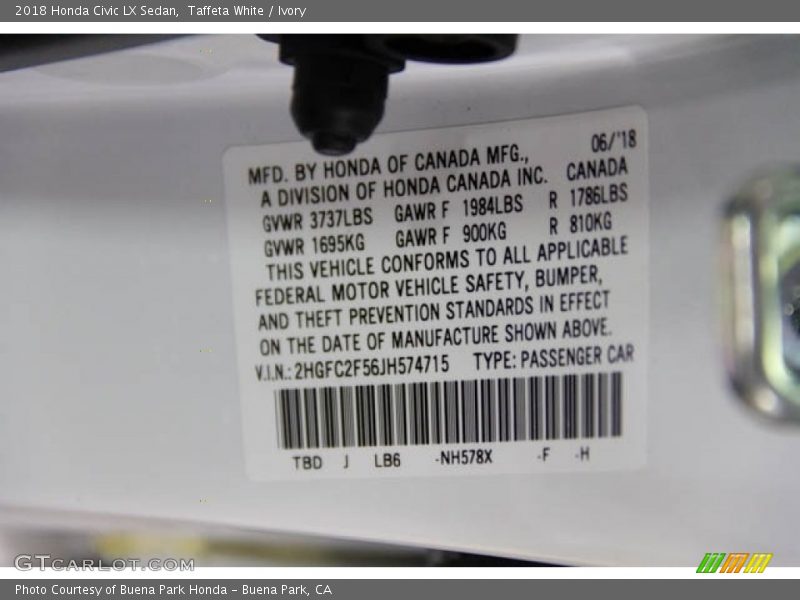 2018 Honda Civic LX Sedan,  Taffeta White / Ivory
06/'18
MFD. BY HONDA OF CANADA MFG.,
A DIVISION OF HONDA CANADA INC. CANADA
GVWR 3737LBS GAWR F 1984LBS R 1786LBS
GVWR 1695KG GAWR F 900KG R 810KG
THIS VEHICLE CONFORMS TO ALL APPLICABLE
FEDERAL MOTOR VEHICLE SAFETY, BUMPER,
AND THEFT PREVENTION STANDARDS IN EFFECT
ON THE DATE OF MANUFACTURE SHOWN ABOVE.
V.I.N.: 2HGFC2F56JH574715 TYPE: PASSENGER CAR
TBD J LB6 -NH578X -F -H
GTCARLOT.COM
Photo Courtesy of Buena Park Honda - Buena Park, CA